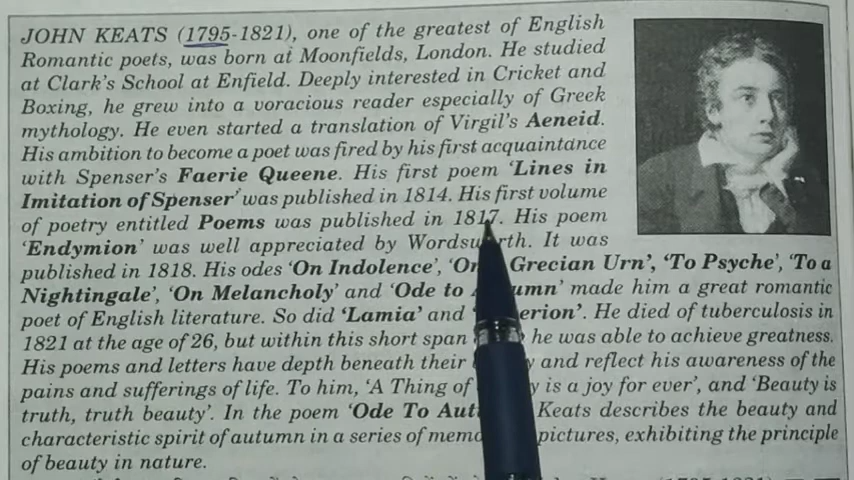 JOHN KEATS (1795-1821), one of the greatest of English
Romantic poets, was born at Moonfields, London. He studied
at Clark's School at Enfield. Deeply interested in Cricket and
Boxing, he grew into a voracious reader especially of Greek
mythology. He even started a translation of Virgil's Aeneid.
His ambition to become a poet was fired by his first acquaintance
with Spenser's Faerie Queene. His first poem 'Lines in
Imitation of Spenser' was published in 1814. His first volume
of poetry entitled Poems was published in 1817. His poem
'Endymion' was well appreciated by Wordsworth. It was
published in 1818. His odes 'On Indolence', 'On Grecian Urn', 'To Psyche', 'To a
Nightingale', 'On Melancholy' and 'Ode to made him a great romantic
poet of English literature. So did 'Lamia' and He died of tuberculosis in
1821 at the age of 26, but within this short span he was able to achieve greatness.
His poems and letters have depth beneath their and reflect his awareness of the
pains and sufferings of life. To him, 'A Thing of is a joy for ever', and 'Beauty is
truth, truth beauty'. In the poem 'Ode To Keats describes the beauty and
characteristic spirit of autumn in a series of pictures, exhibiting the principle
of beauty in nature.